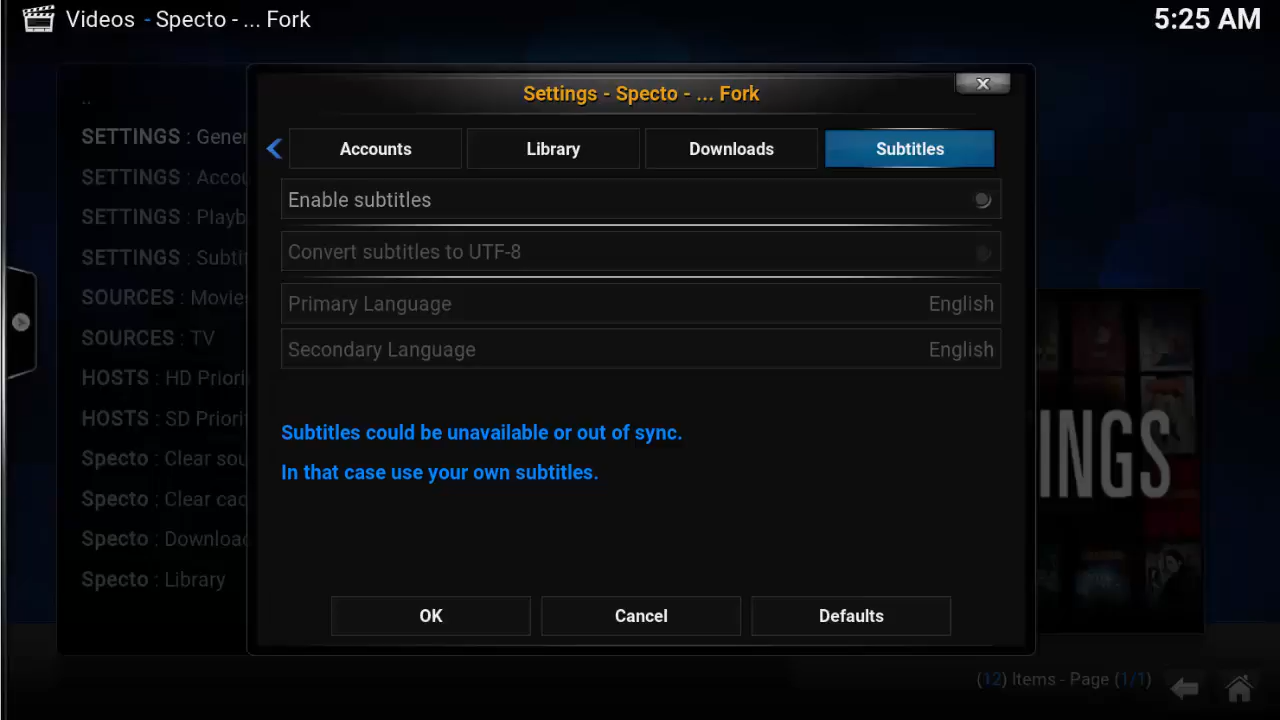 Videos - Specto - ... Fork
5:25 AM
Settings - Specto - ... Fork
Accounts
Library
Downloads
Subtitles
Enable subtitles
Convert subtitles to UTF-8
Primary Language English
Secondary Language English
Subtitles could be unavailable or out of sync.
In that case use your own subtitles.
OK
Cancel
Defaults
..
SETTINGS : Gener
SETTINGS : Accou
SETTINGS : Playb
SETTINGS : Subtit
SOURCES : Movie
SOURCES : TV
HOSTS : HD Priori
HOSTS : SD Priorit
Specto : Clear sou
Specto : Clear cac
Specto : Downloa
Specto : Library
INGS
(12) Items - Page (1/1)